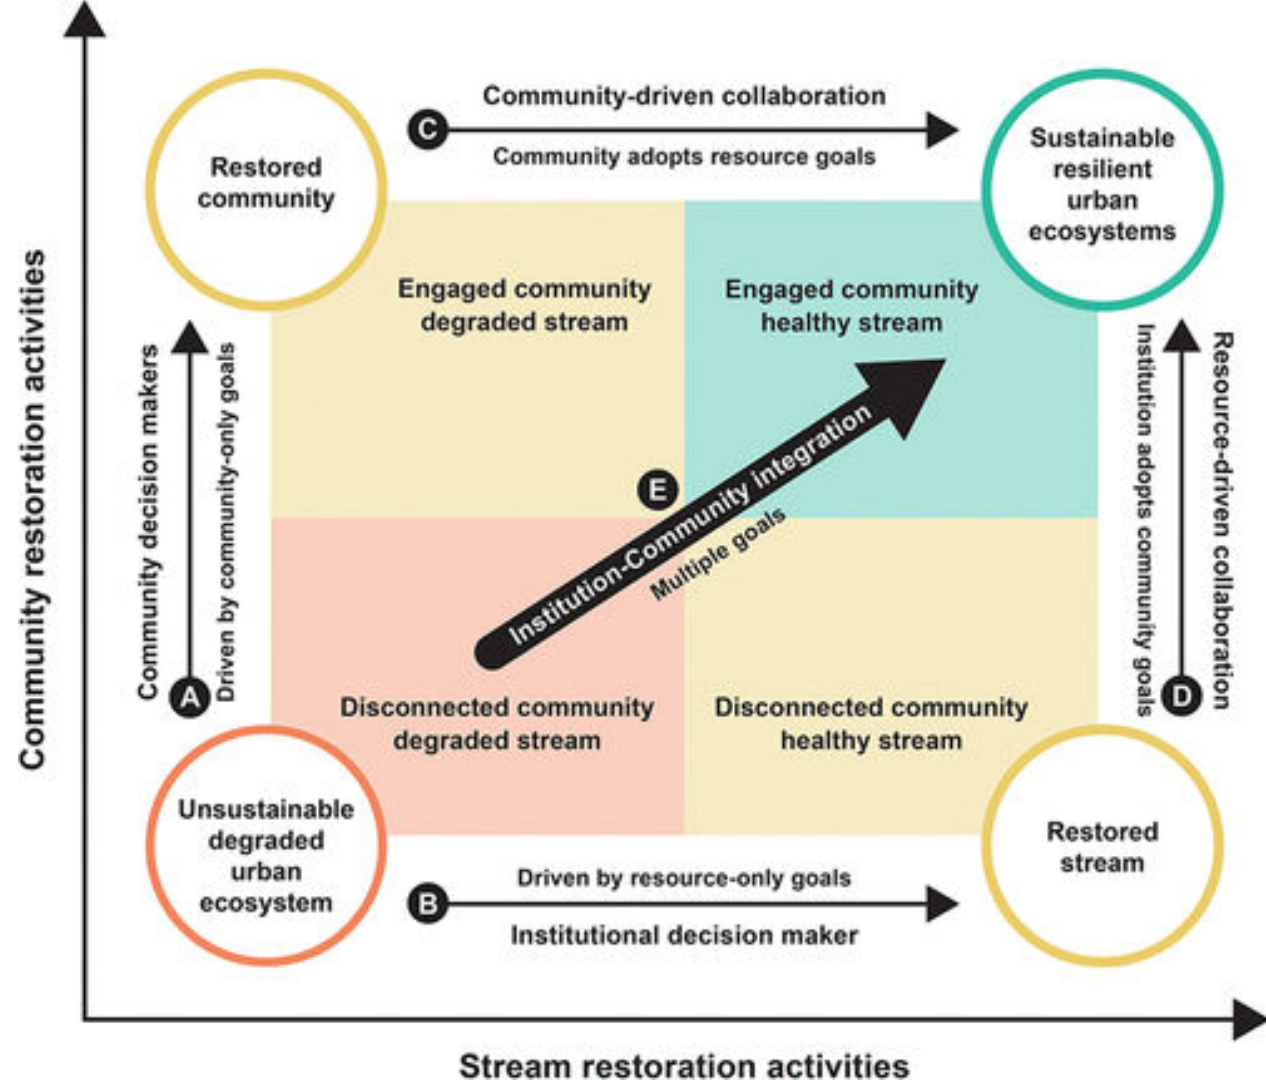 Community-driven collaboration
C
Community adopts resource goals
Restored
community
Sustainable
resilient
urban
ecosystems
Engaged community
degraded stream
Engaged community
healthy stream
Community restoration activities
Community decision makers
Driven by community-only goals
A
E
Institution-Community integration
Multiple goals
Institution adopts community goals
Resource-driven collaboration
D
Disconnected community
degraded stream
Disconnected community
healthy stream
Unsustainable
degraded
urban
ecosystem
Restored
stream
Driven by resource-only goals
B
Institutional decision maker
Stream restoration activities